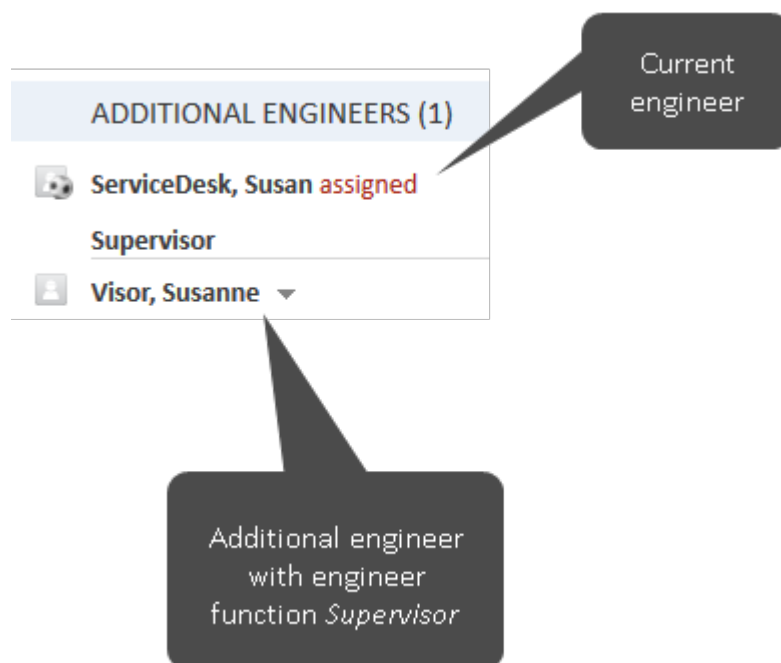 Current
engineer
ADDITIONAL ENGINEERS (1)
ServiceDesk, Susan assigned
Supervisor
Visor, Susanne
Additional engineer
with engineer
function Supervisor